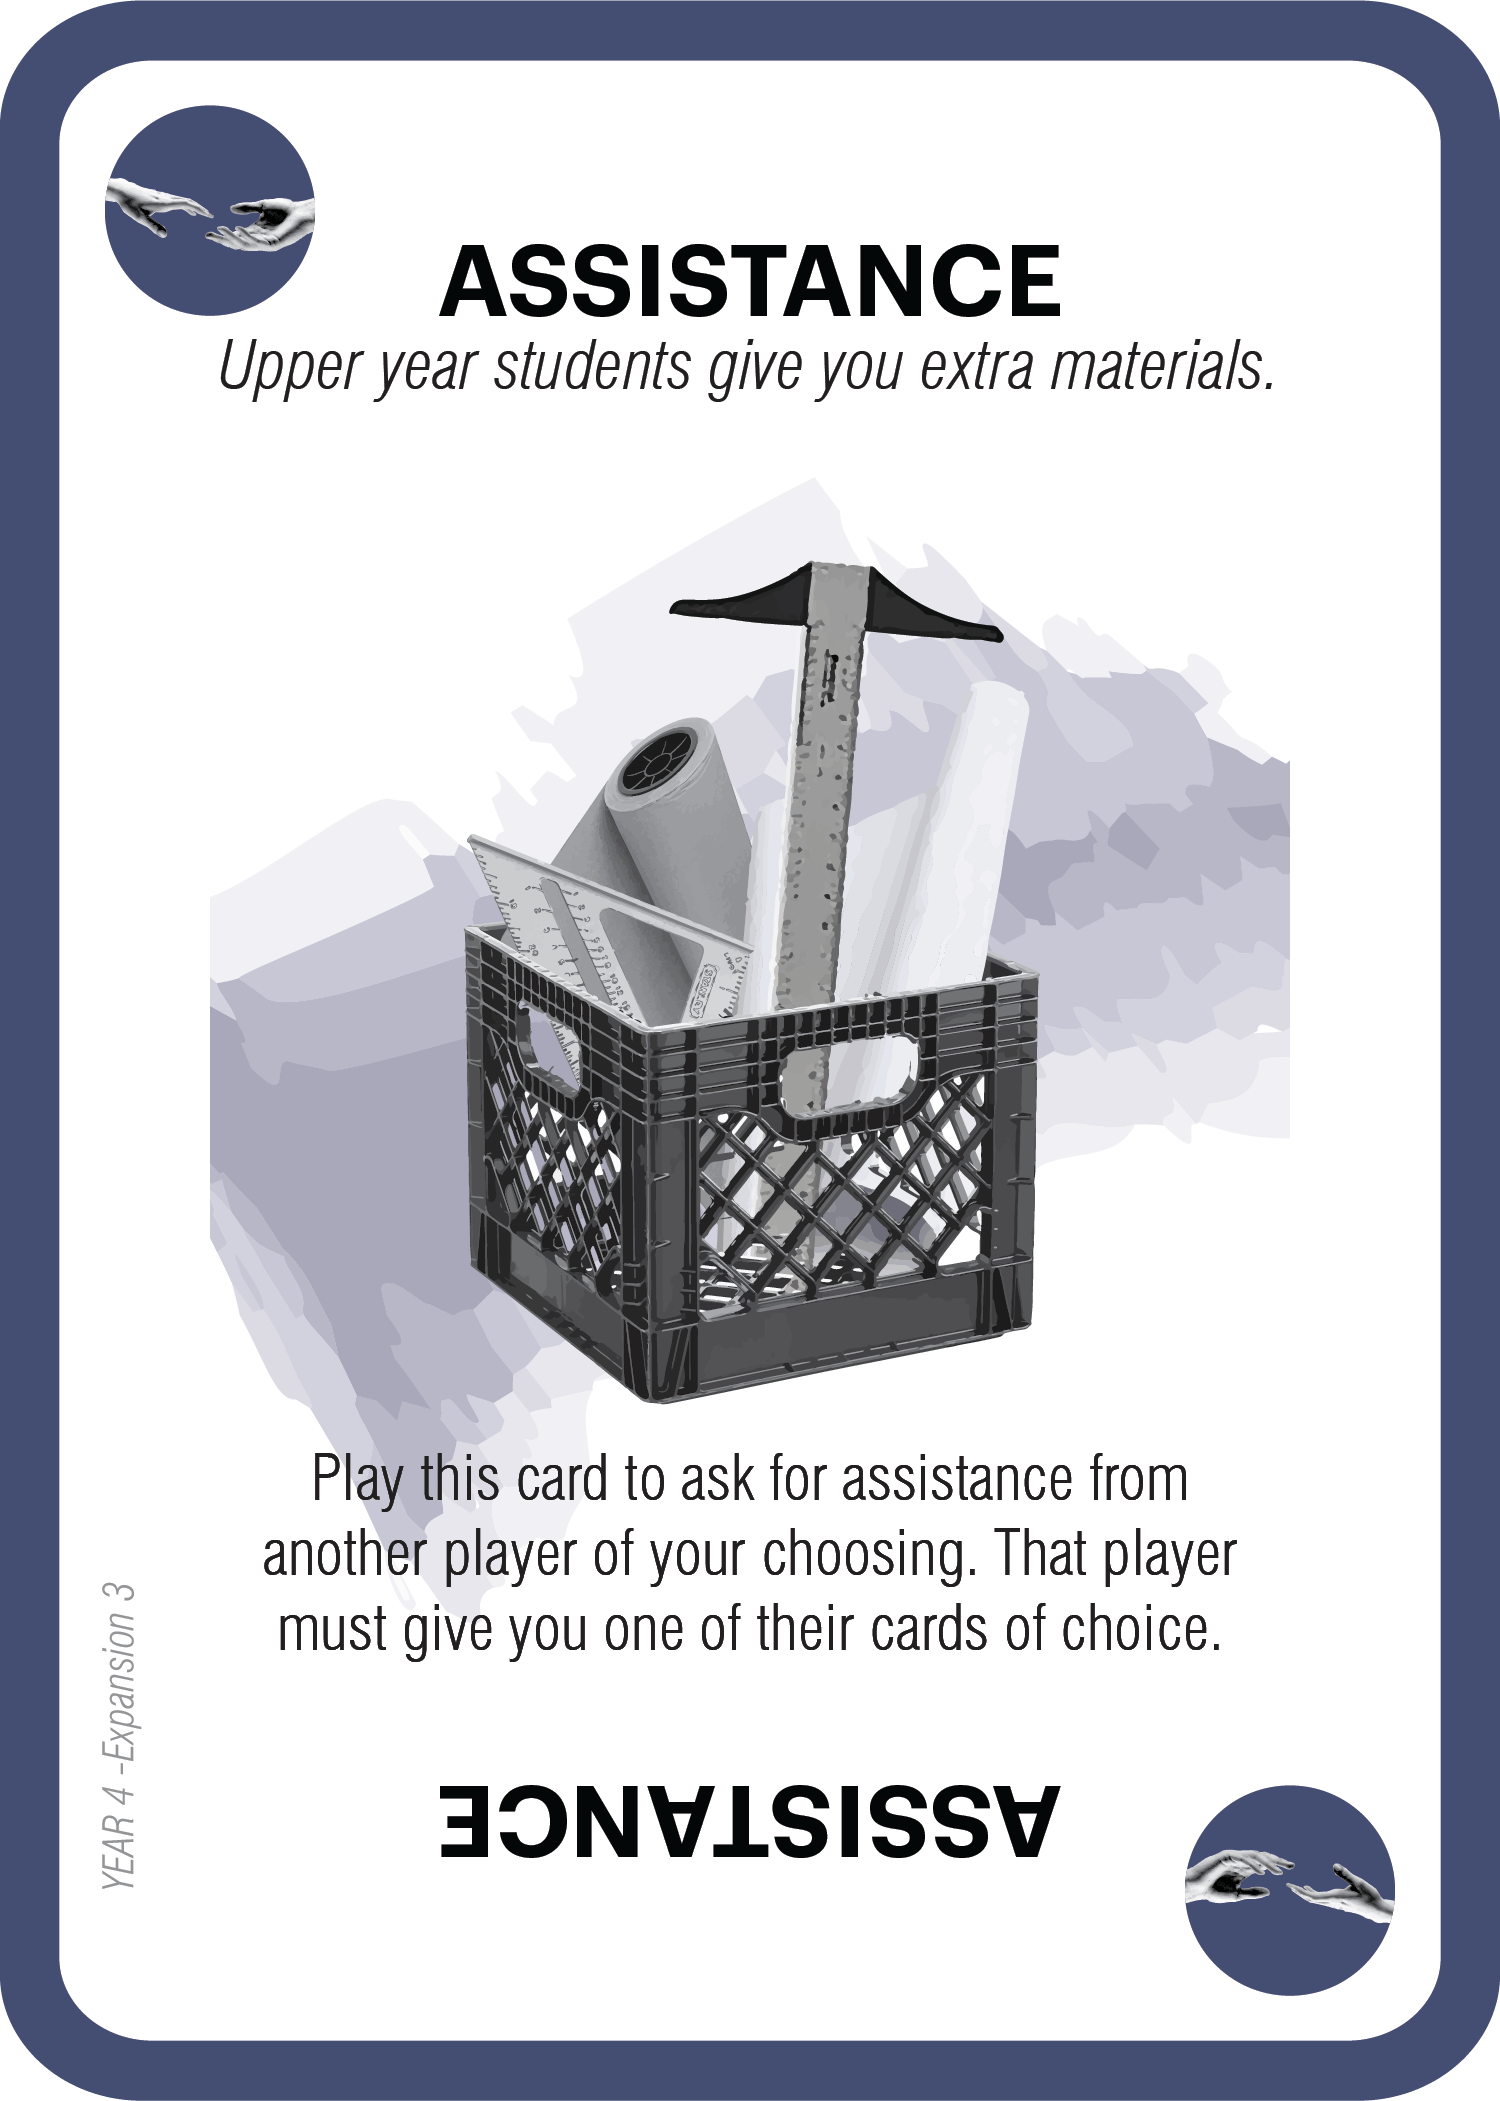 ASSISTANCE
Upper year students give you extra materials.
Play this card to ask for assistance from
another player of your choosing. That player
must give you one of their cards of choice.
YEAR 4 -Expansion 3
ASSISTANCE